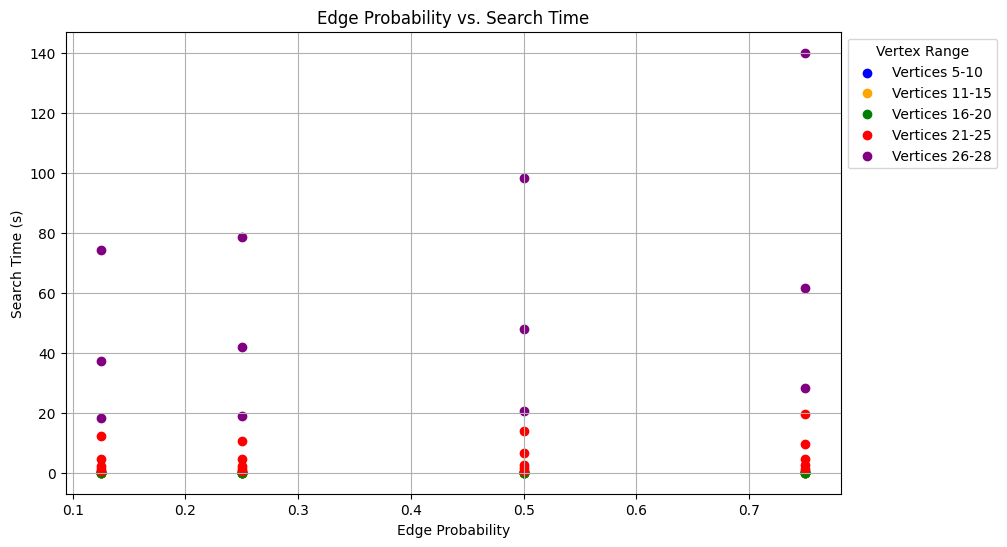 Edge Probability vs. Search Time
140
120
100
80
60
40
20
0
Search Time (s)
0.1
0.2
0.3
0.4
0.5
0.6
0.7
Edge Probability
Vertex Range
Vertices 5-10
Vertices 11-15
Vertices 16-20
Vertices 21-25
Vertices 26-28